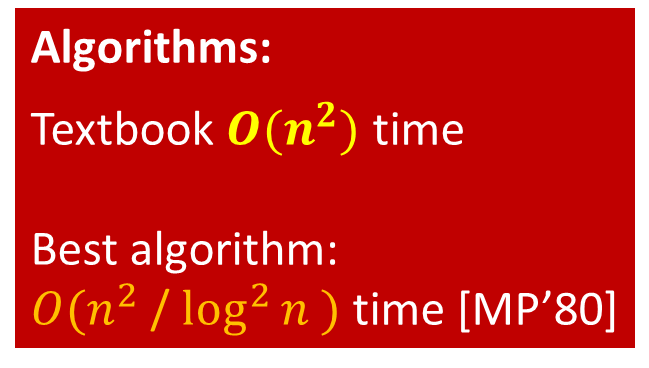 Algorithms:
Textbook O(n²) time
Best algorithm:
O(n² / log² n ) time [MP’80]